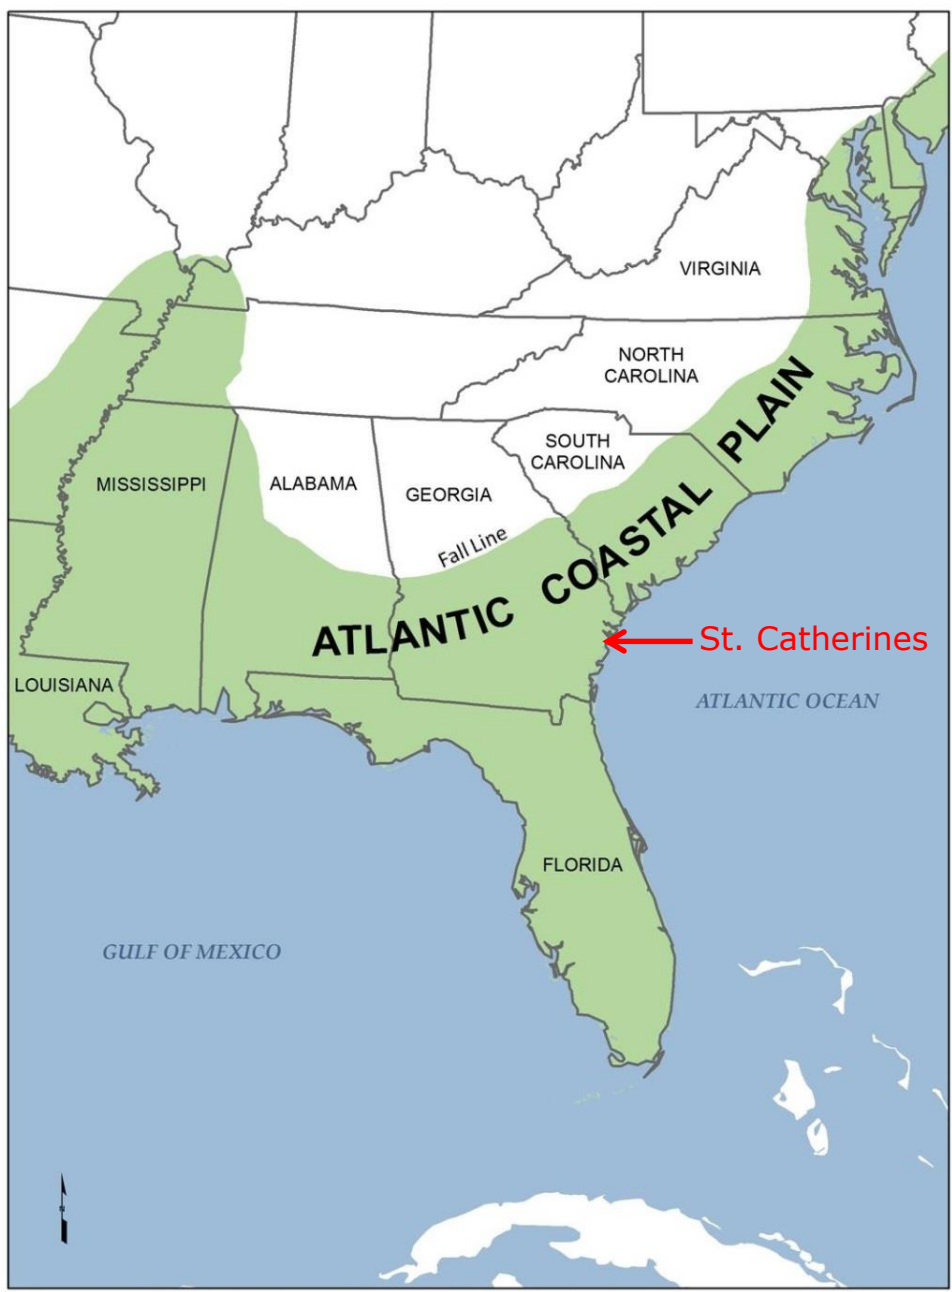 VIRGINIA
NORTH
CAROLINA
SOUTH
CAROLINA
MISSISSIPPI
ALABAMA
GEORGIA
Fall Line
ATLANTIC COASTAL PLAIN
St. Catherines
LOUISIANA
ATLANTIC OCEAN
FLORIDA
GULF OF MEXICO
N